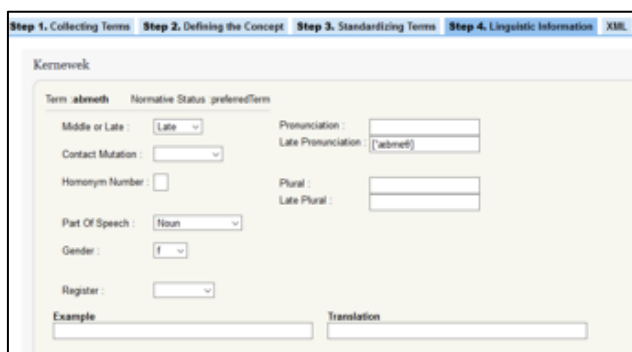 Step 1. Collecting Terms Step 2. Defining the Concept Step 3. Standardizing Terms Step 4. Linguistic Information XML
Kernewek
Term :abmeth Normative Status :preferredTerm
Middle or Late : Late Pronunciation :
Late Pronunciation : ['æbmeθ]
Contact Mutation :
Homonym Number : Plural :
Late Plural :
Part Of Speech : Noun
Gender : f
Register :
Example Translation